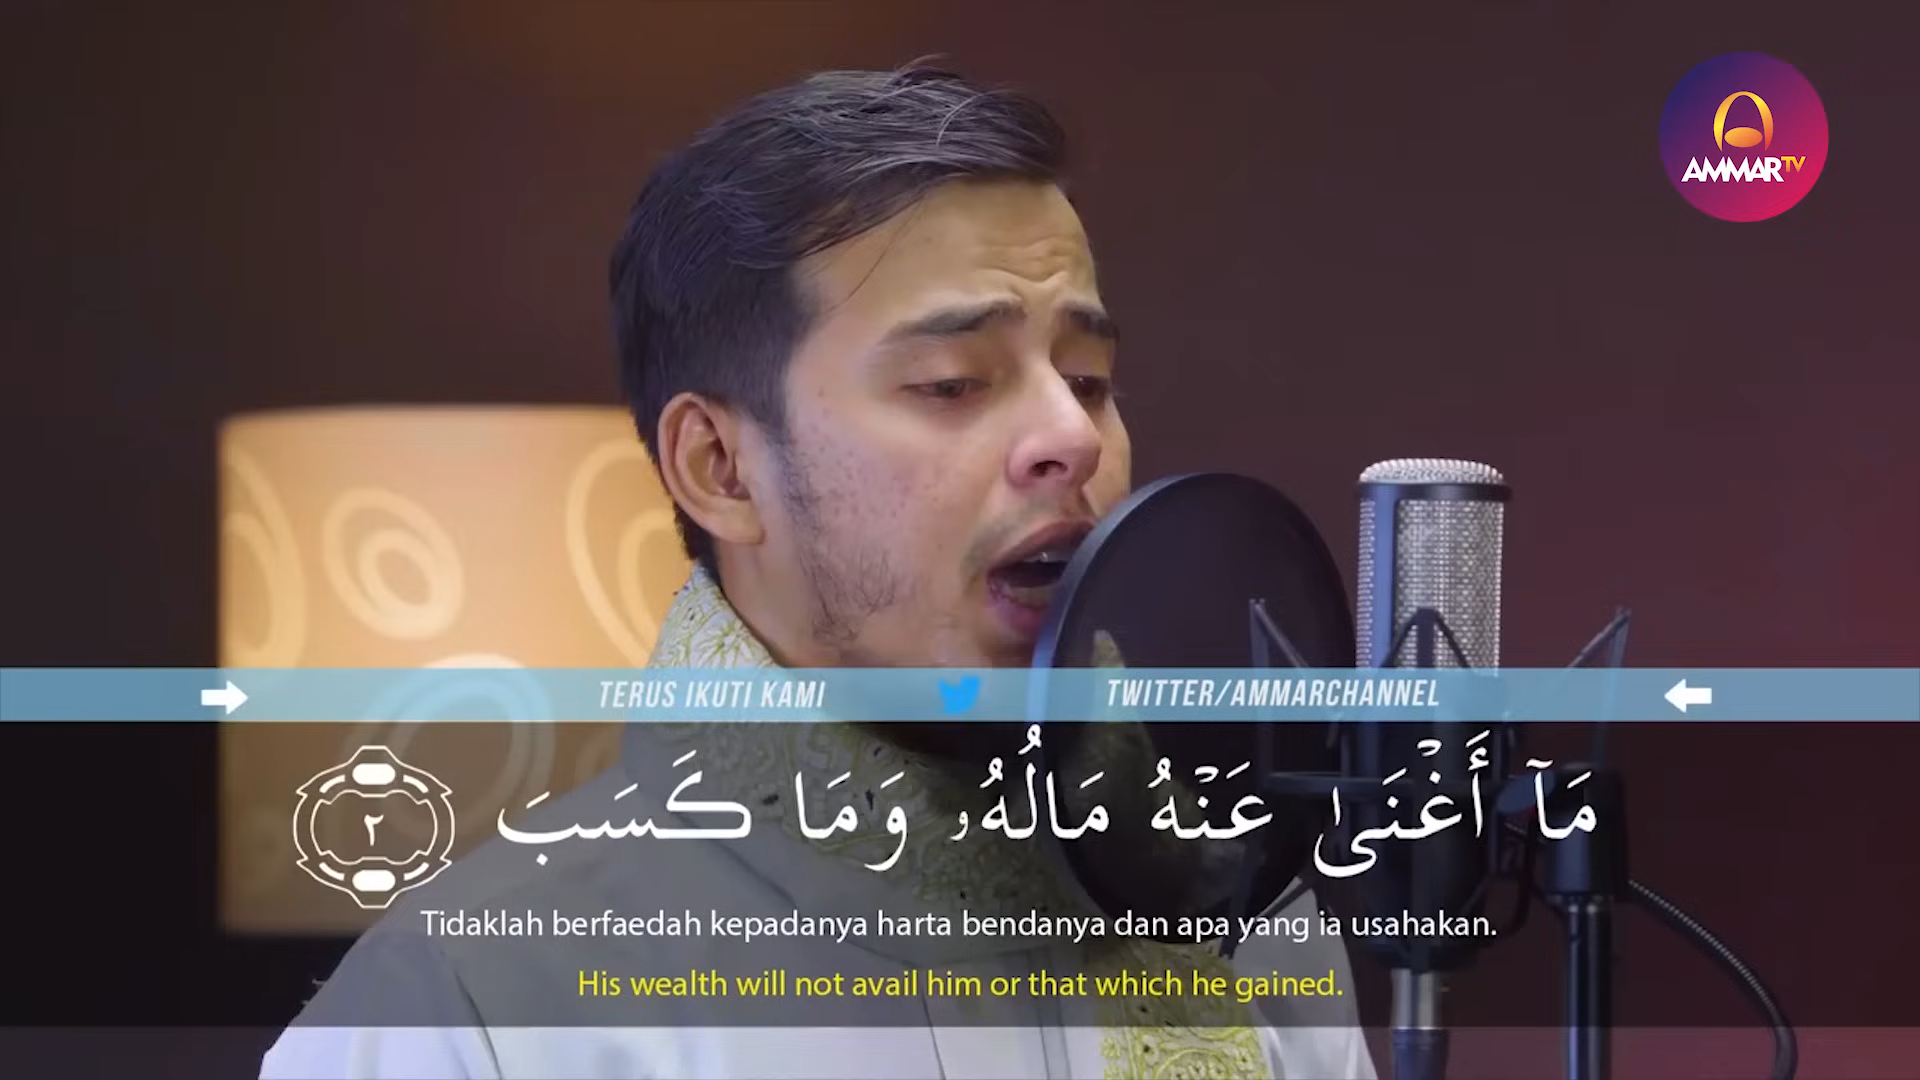 AMMARTV
TERUS IKUTI KAMI TWITTER/AMMARCHANNEL
مَآ أَغْنَىٰ عَنْهُ مَالُهُۥ وَمَا كَسَبَ ٢
Tidaklah berfaedah kepadanya harta bendanya dan apa yang ia usahakan.
His wealth will not avail him or that which he gained.